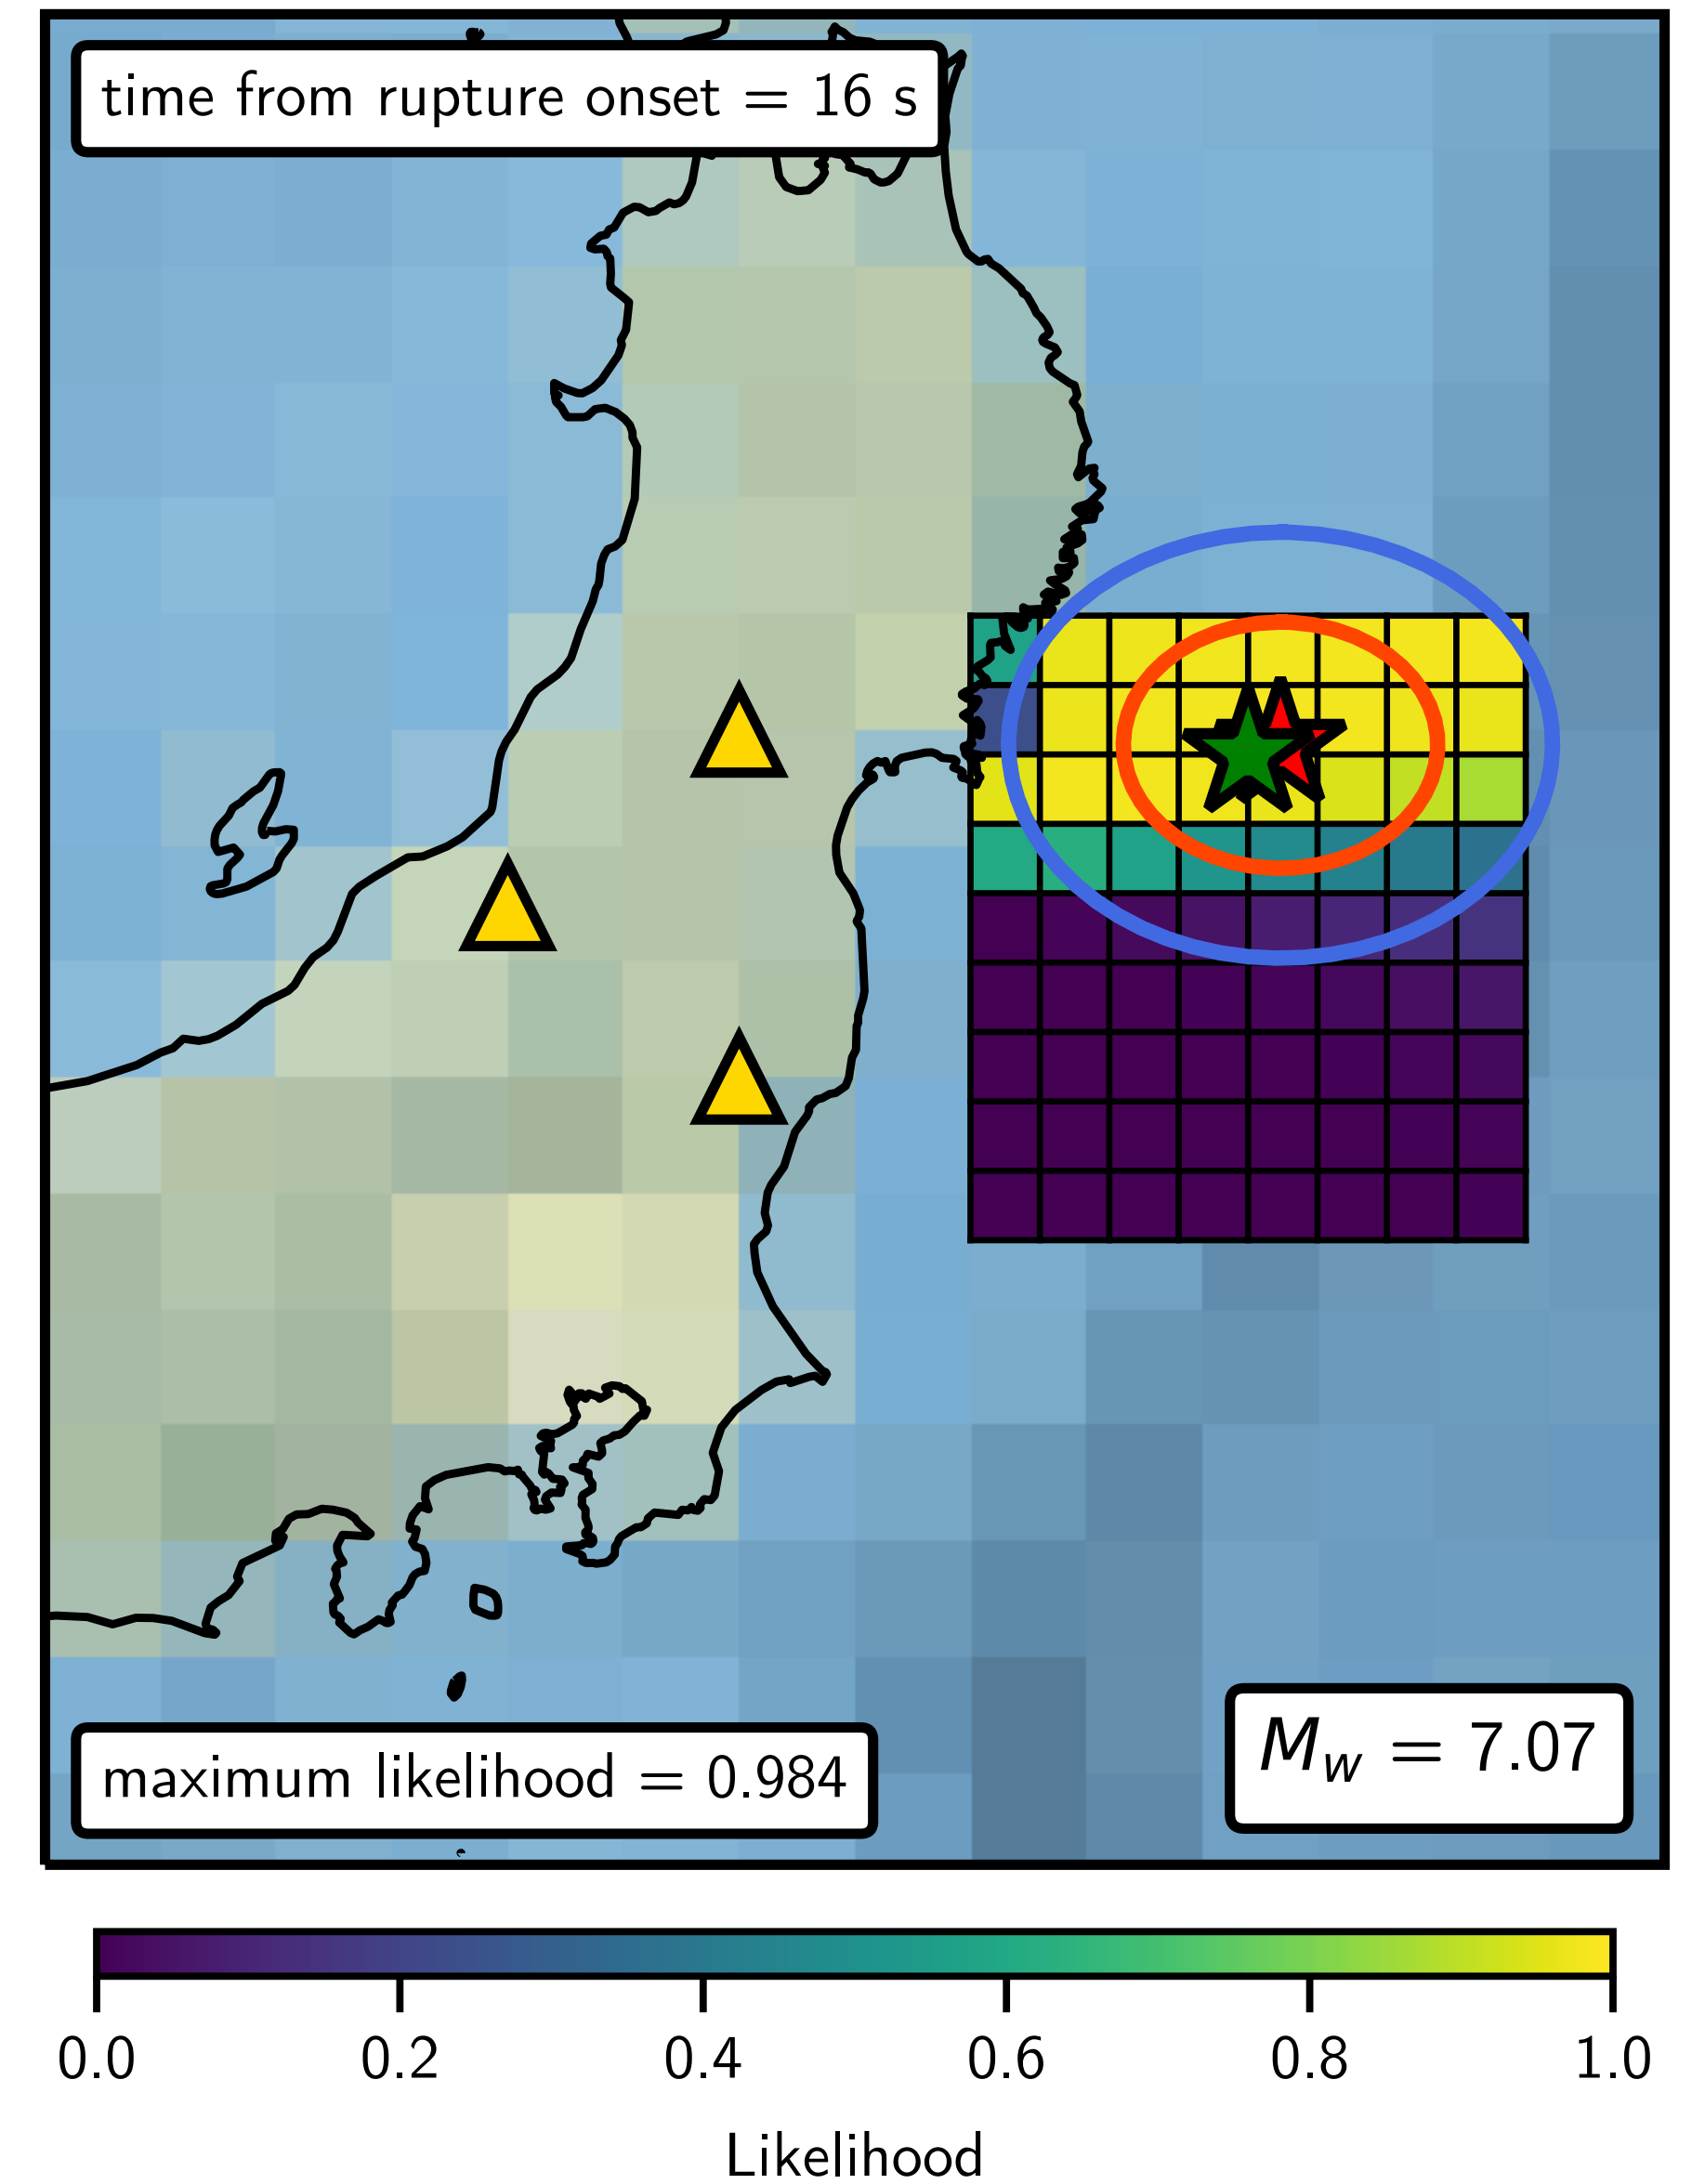 time from rupture onset = 16 s
maximum likelihood = 0.984
M_w = 7.07
0.0 0.2 0.4 0.6 0.8 1.0
Likelihood